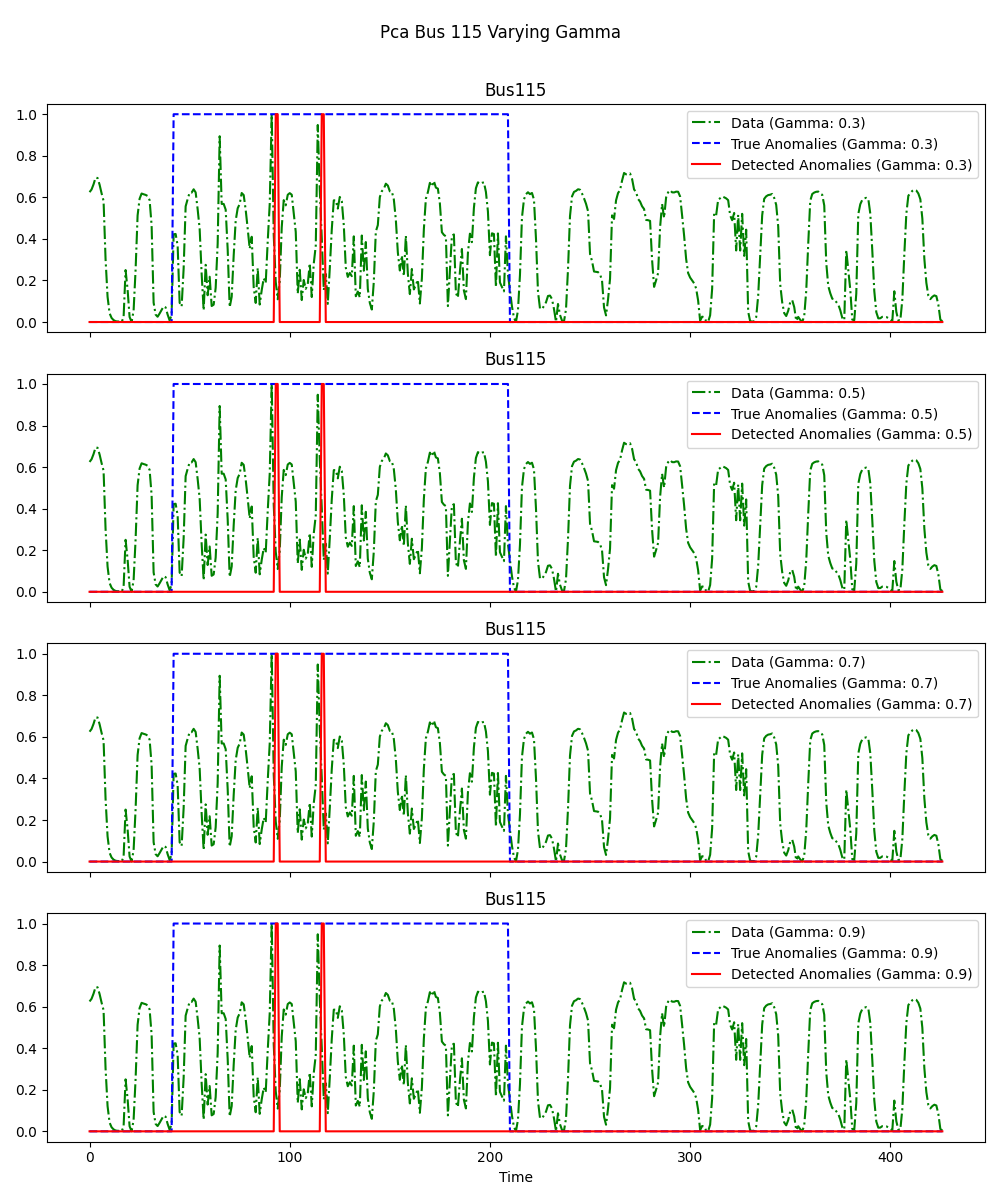 Pca Bus 115 Varying Gamma
Bus115
1.0
0.8
0.6
0.4
0.2
0.0
Data (Gamma: 0.3)
True Anomalies (Gamma: 0.3)
Detected Anomalies (Gamma: 0.3)
Bus115
1.0
0.8
0.6
0.4
0.2
0.0
Data (Gamma: 0.5)
True Anomalies (Gamma: 0.5)
Detected Anomalies (Gamma: 0.5)
Bus115
1.0
0.8
0.6
0.4
0.2
0.0
Data (Gamma: 0.7)
True Anomalies (Gamma: 0.7)
Detected Anomalies (Gamma: 0.7)
Bus115
1.0
0.8
0.6
0.4
0.2
0.0
Data (Gamma: 0.9)
True Anomalies (Gamma: 0.9)
Detected Anomalies (Gamma: 0.9)
0 100 200 300 400
Time